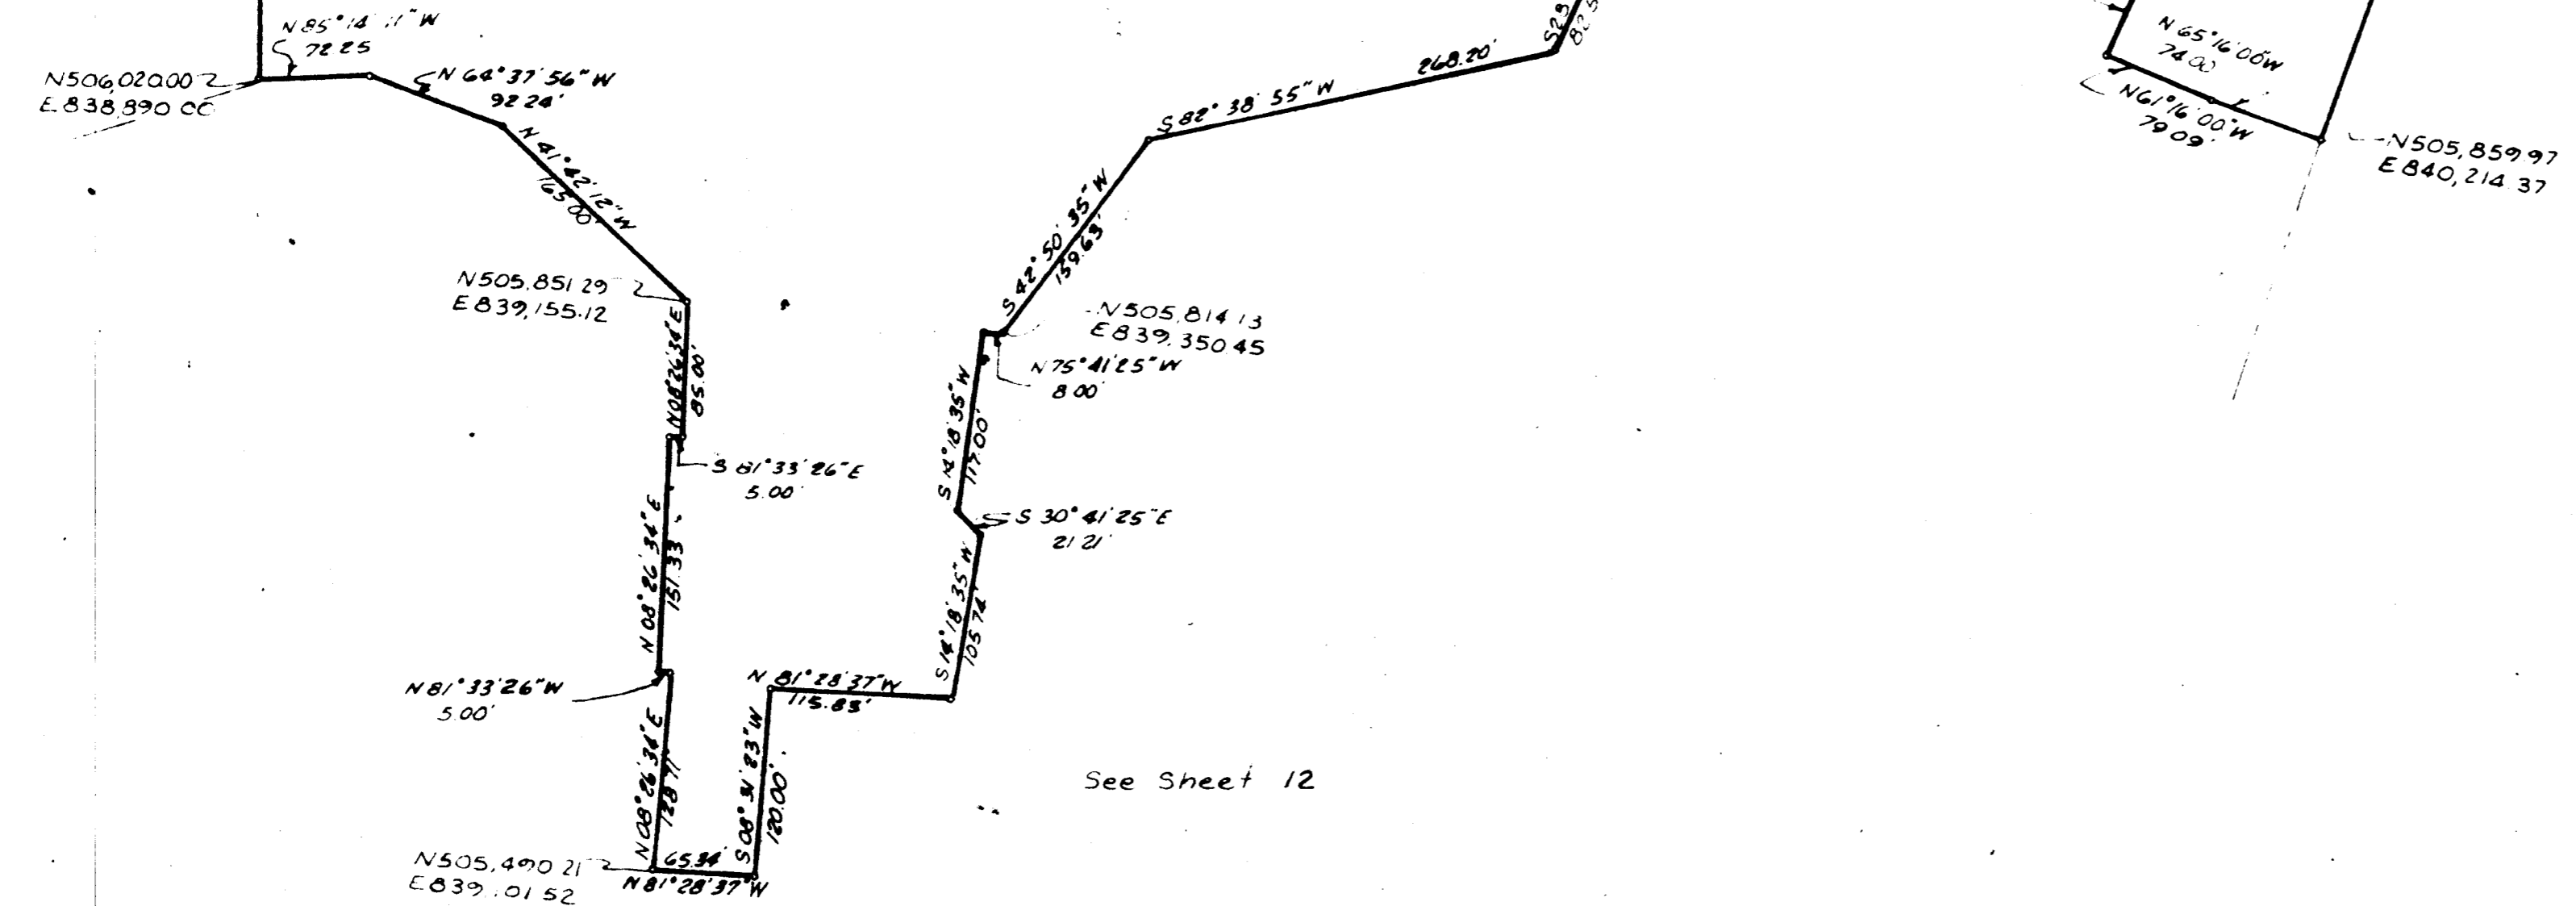 N 85° 14' 11" W
72 25
N506,020.00
E.838,890 00
N 64° 37' 56" W
92 24'
N 41° 42' 12" W
165 00'
N505,851 29
E839,155.12
N 08° 26' 34" E
85.00'
S 81° 33' 26" E
5.00'
N 08° 26' 34" E
151.33
N 81° 33' 26" W
5.00'
N 08° 26' 34" E
128 71
N505,490 21
E839,101 52
65.34'
N 81° 28' 37" W
S 08° 31' 23" W
120.00'
N 81° 28' 37" W
115.83'
S 14° 18' 35" W
105 74'
S 30° 41' 25" E
21 21'
S 14° 18' 35" W
117.00'
N 75° 41' 25" W
8 00'
N505,814 13
E839,350 45
S 42° 50' 35" W
159.63'
S 82° 38' 55" W
268.20'
N 65° 16' 00" W
74 00
N 61° 16' 00" W
79 09'
N505,859.97
E 840,214.37
See Sheet 12